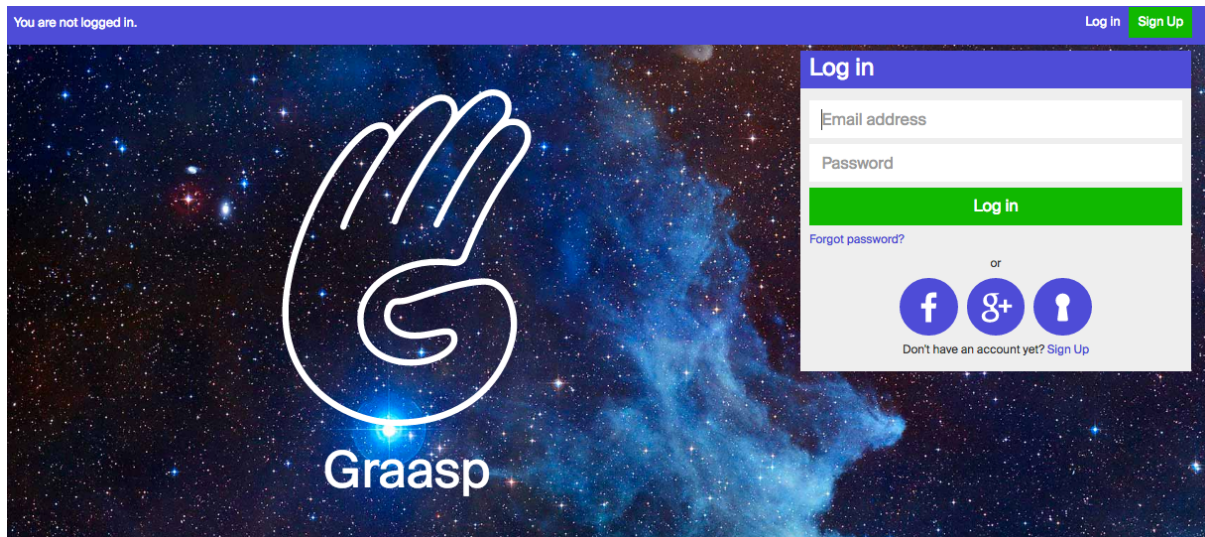 You are not logged in.
Log in
Sign Up
Log in
Email address
Password
Log in
Forgot password?
or
f
g+
Don't have an account yet? Sign Up
Graasp